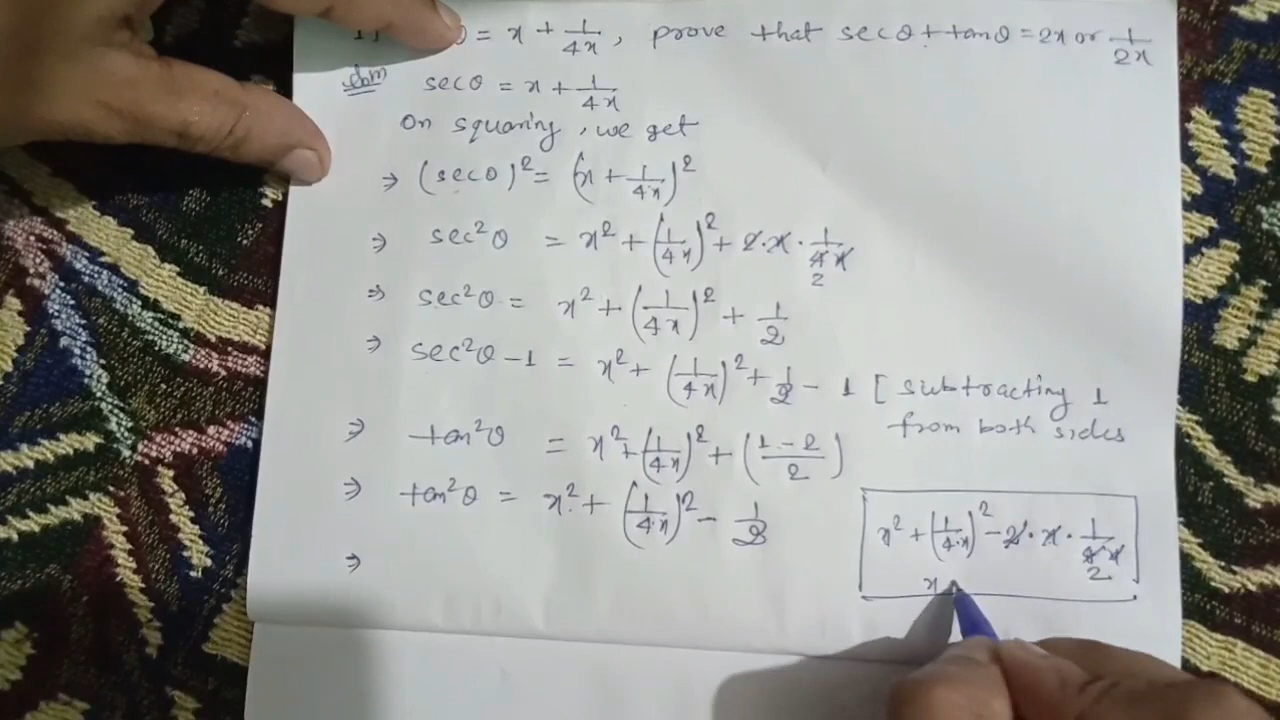 θ = x + 1/4x, prove that secθ + tanθ = 2x or 1/2x
Soln secθ = x + 1/4x
On squaring, we get
⇒ (secθ)² = (x + 1/4x)²
⇒ sec²θ = x² + (1/4x)² + 2·x·1/4x 2
⇒ sec²θ = x² + (1/4x)² + 1/2
⇒ sec²θ - 1 = x² + (1/4x)² + 1/2 - 1 [subtracting 1
from both sides
⇒ tan²θ = x² + (1/4x)² + (1-2/2)
⇒ tan²θ = x² + (1/4x)² - 1/2
x² + (1/4x)² - 2·x·1/4x 2
x
⇒